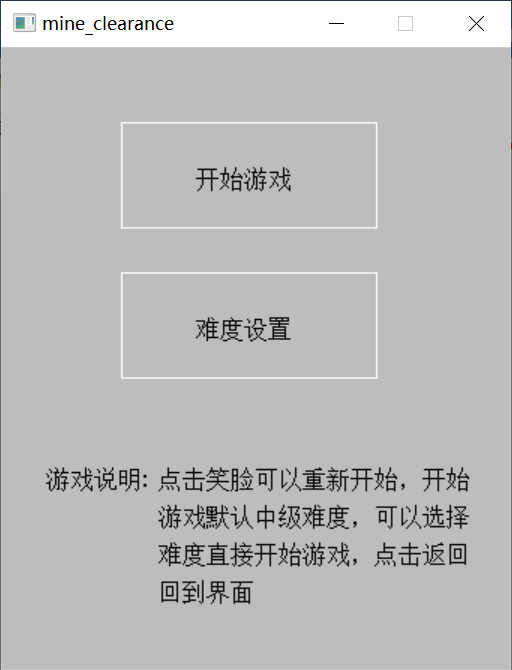 mine_clearance
开始游戏
难度设置
游戏说明: 点击笑脸可以重新开始，开始
游戏默认中级难度，可以选择
难度直接开始游戏，点击返回
回到界面